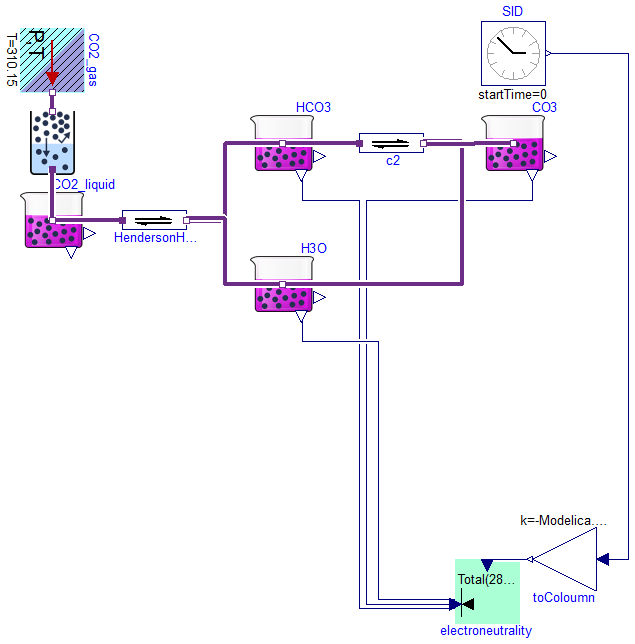 SID
P,T
CO2_gas
T=310.15
startTime=0
HCO3
CO3
c2
CO2_liquid
HendersonH...
H3O
k=-Modelica....
toColoumn
Total(28...
electroneutrality